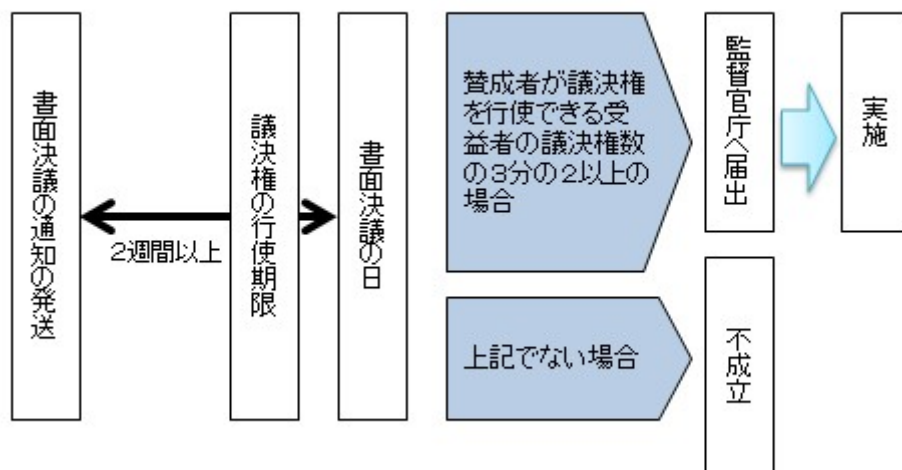 書面決議の通知の発送
2週間以上
議決権の行使期限
書面決議の日
賛成者が議決権
を行使できる受
益者の議決権数
の3分の2以上の
場合
監督官庁へ届出
実施
上記でない場合
不成立